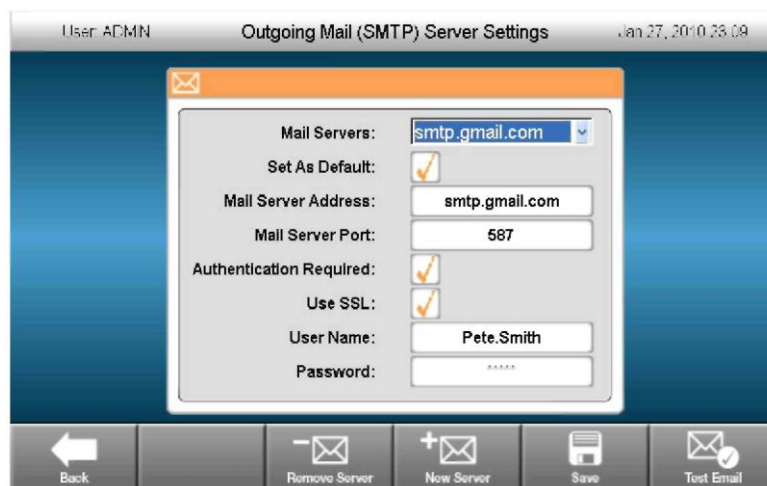 User: ADMIN Outgoing Mail (SMTP) Server Settings Jan 27, 2010 23:09
Mail Servers: smtp.gmail.com
Set As Default:
Mail Server Address: smtp.gmail.com
Mail Server Port: 587
Authentication Required:
Use SSL:
User Name: Pete.Smith
Password: *****
Back Remove Server New Server Save Test Email